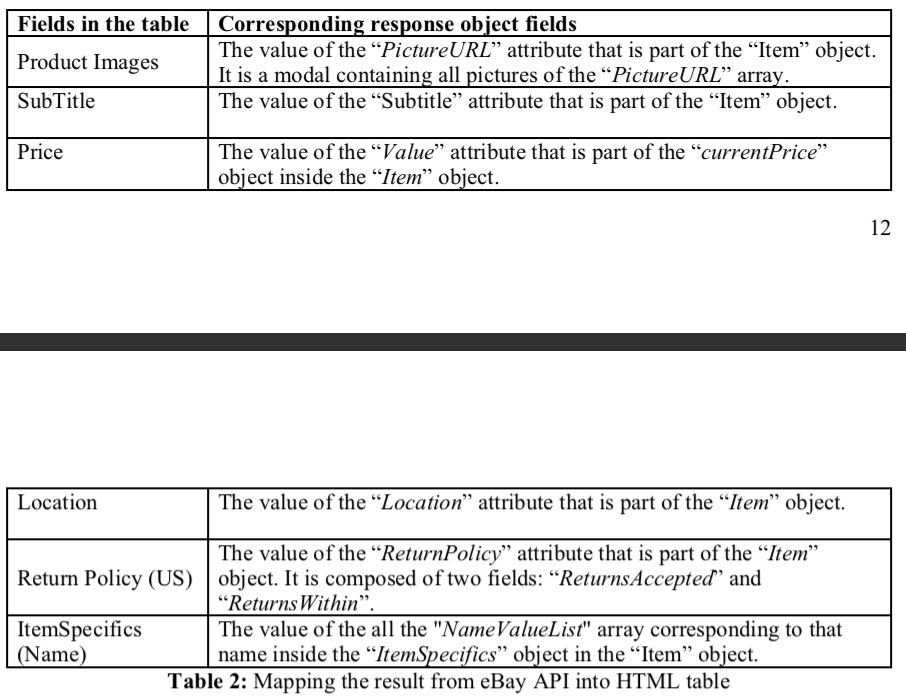 Fields in the table Corresponding response object fields
Product Images The value of the “PictureURL” attribute that is part of the “Item” object.
It is a modal containing all pictures of the “PictureURL” array.
SubTitle The value of the “Subtitle” attribute that is part of the “Item” object.
Price The value of the “Value” attribute that is part of the “currentPrice”
object inside the “Item” object.
12
Location The value of the “Location” attribute that is part of the “Item” object.
Return Policy (US) The value of the “ReturnPolicy” attribute that is part of the “Item”
object. It is composed of two fields: “ReturnsAccepted” and
“ReturnsWithin”.
ItemSpecifics The value of the all the "NameValueList" array corresponding to that
(Name) name inside the “ItemSpecifics” object in the “Item” object.
Table 2: Mapping the result from eBay API into HTML table